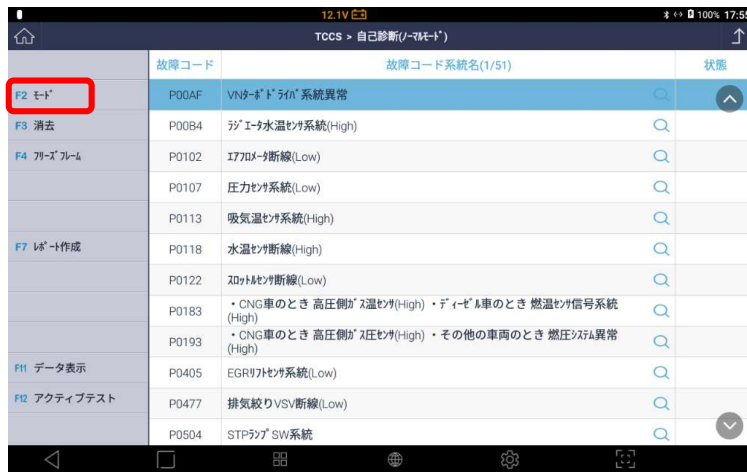 12.1V
100% 17:55
TCCS > 自己診断(ﾉｰﾏﾙﾓｰﾄﾞ)
故障コード 故障コード系統名(1/51) 状態
F2 ﾓｰﾄﾞ
F3 消去
F4 ﾌﾘｰｽﾞﾌﾚｰﾑ
F7 ﾚﾎﾟｰﾄ作成
F11 データ表示
F12 アクティブテスト
P00AF VNﾀｰﾎﾞﾄﾞﾗｲﾊﾞ系統異常
P00B4 ﾗｼﾞｴｰﾀ水温ｾﾝｻ系統(High)
P0102 ｴｱﾌﾛﾒｰﾀ断線(Low)
P0107 圧力ｾﾝｻ系統(Low)
P0113 吸気温ｾﾝｻ系統(High)
P0118 水温ｾﾝｻ断線(High)
P0122 ｽﾛｯﾄﾙｾﾝｻ断線(Low)
P0183 ・CNG車のとき 高圧側ｶﾞｽ温ｾﾝｻ(High) ・ﾃﾞｨｰｾﾞﾙ車のとき 燃温ｾﾝｻ信号系統
(High)
P0193 ・CNG車のとき 高圧側ｶﾞｽ圧ｾﾝｻ(High) ・その他の車両のとき 燃圧ｼｽﾃﾑ異常
(High)
P0405 EGRﾘﾌﾄｾﾝｻ系統(Low)
P0477 排気絞りVSV断線(Low)
P0504 STPﾗﾝﾌﾟSW系統